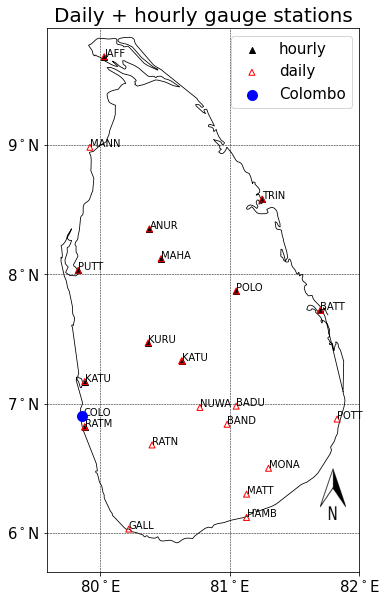 Daily + hourly gauge stations
hourly
daily
Colombo
JAFF
MANN
9°N
TRIN
ANUR
MAHA
PUTT
8°N
POLO
BATT
KURU
KATU
KATU
7°N
NUWA
BADU
COLO
POTT
RATM
BAND
RATN
MONA
MATT
N
HAMB
GALL
6°N
80°E
81°E
82°E